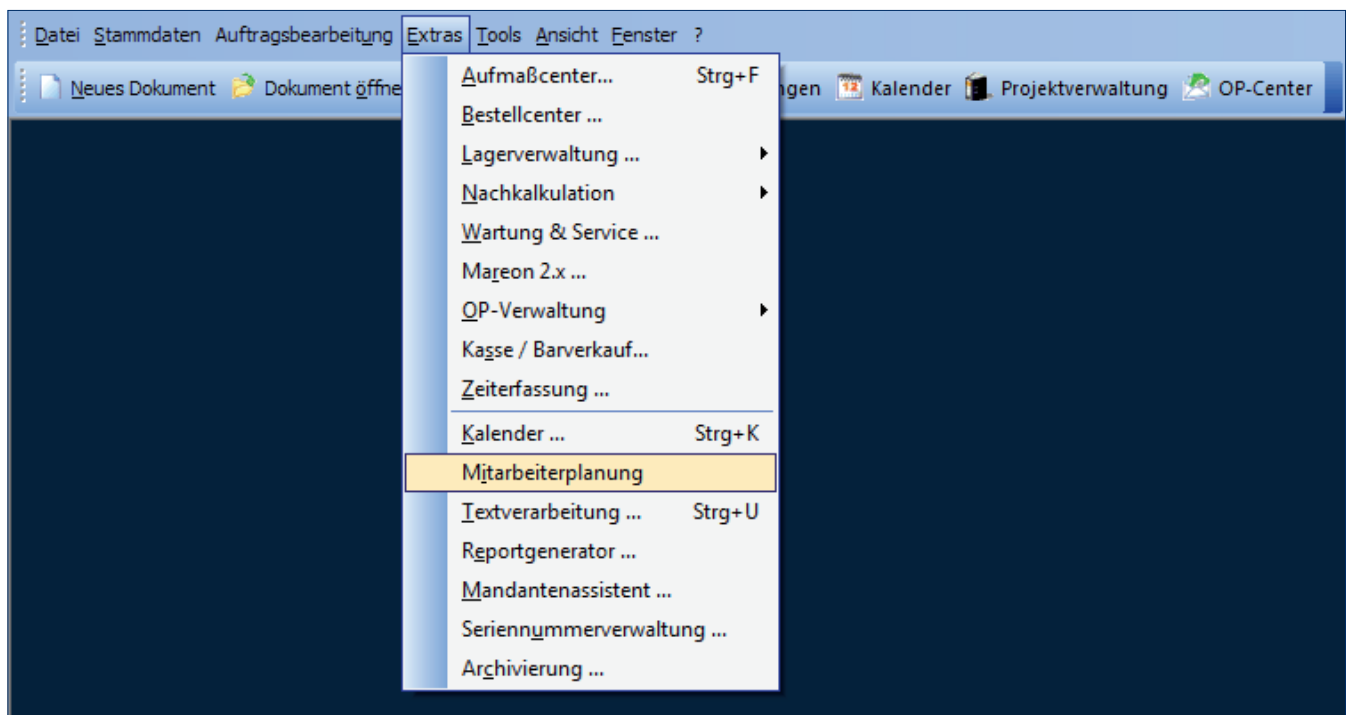 Datei Stammdaten Auftragsbearbeitung Extras Tools Ansicht Fenster ?
Neues Dokument Dokument öffne ngen 12 Kalender Projektverwaltung OP-Center
Aufmaßcenter... Strg+F
Bestellcenter ...
Lagerverwaltung ...
Nachkalkulation
Wartung & Service ...
Mareon 2.x ...
OP-Verwaltung
Kasse / Barverkauf...
Zeiterfassung ...
Kalender ... Strg+K
Mitarbeiterplanung
Textverarbeitung ... Strg+U
Reportgenerator ...
Mandantenassistent ...
Seriennummerverwaltung ...
Archivierung ...